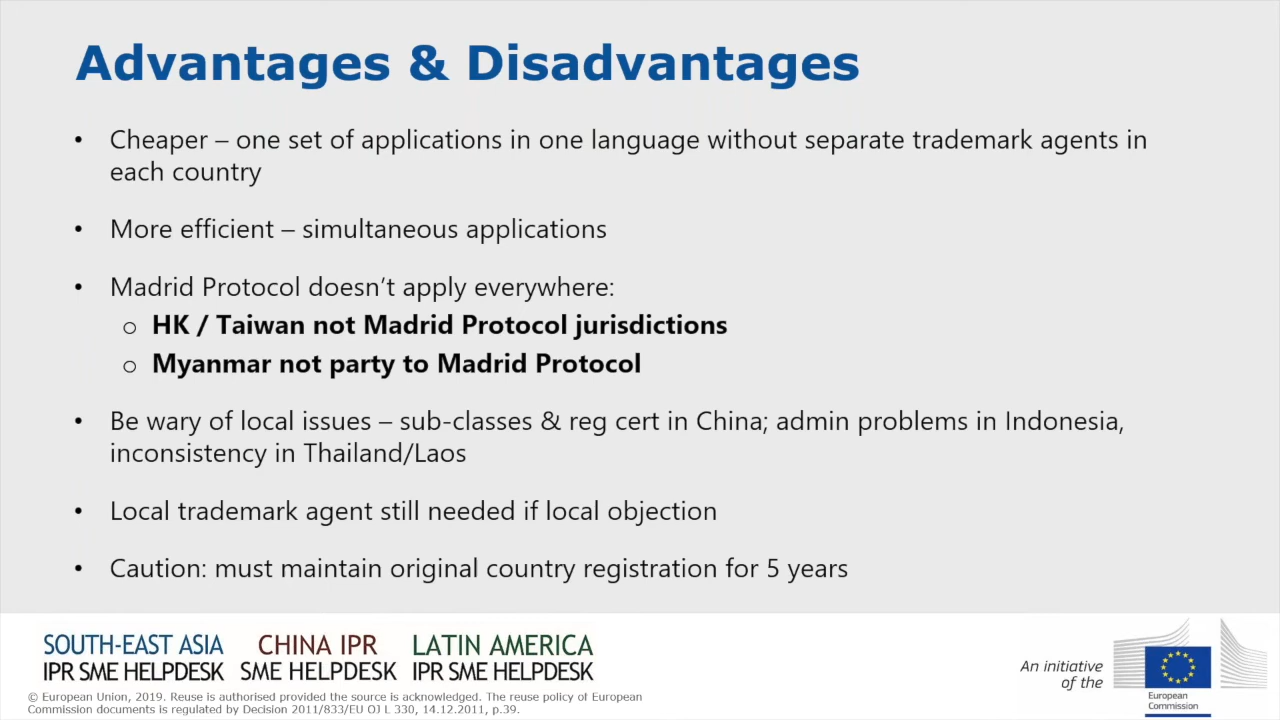 Advantages & Disadvantages
• Cheaper – one set of applications in one language without separate trademark agents in
each country
• More efficient – simultaneous applications
• Madrid Protocol doesn’t apply everywhere:
o HK / Taiwan not Madrid Protocol jurisdictions
o Myanmar not party to Madrid Protocol
• Be wary of local issues – sub-classes & reg cert in China; admin problems in Indonesia,
inconsistency in Thailand/Laos
• Local trademark agent still needed if local objection
• Caution: must maintain original country registration for 5 years
SOUTH-EAST ASIA
IPR SME HELPDESK
CHINA IPR
SME HELPDESK
LATIN AMERICA
IPR SME HELPDESK
An initiative
of the
European
Commission
© European Union, 2019. Reuse is authorised provided the source is acknowledged. The reuse policy of European
Commission documents is regulated by Decision 2011/833/EU OJ L 330, 14.12.2011, p.39.